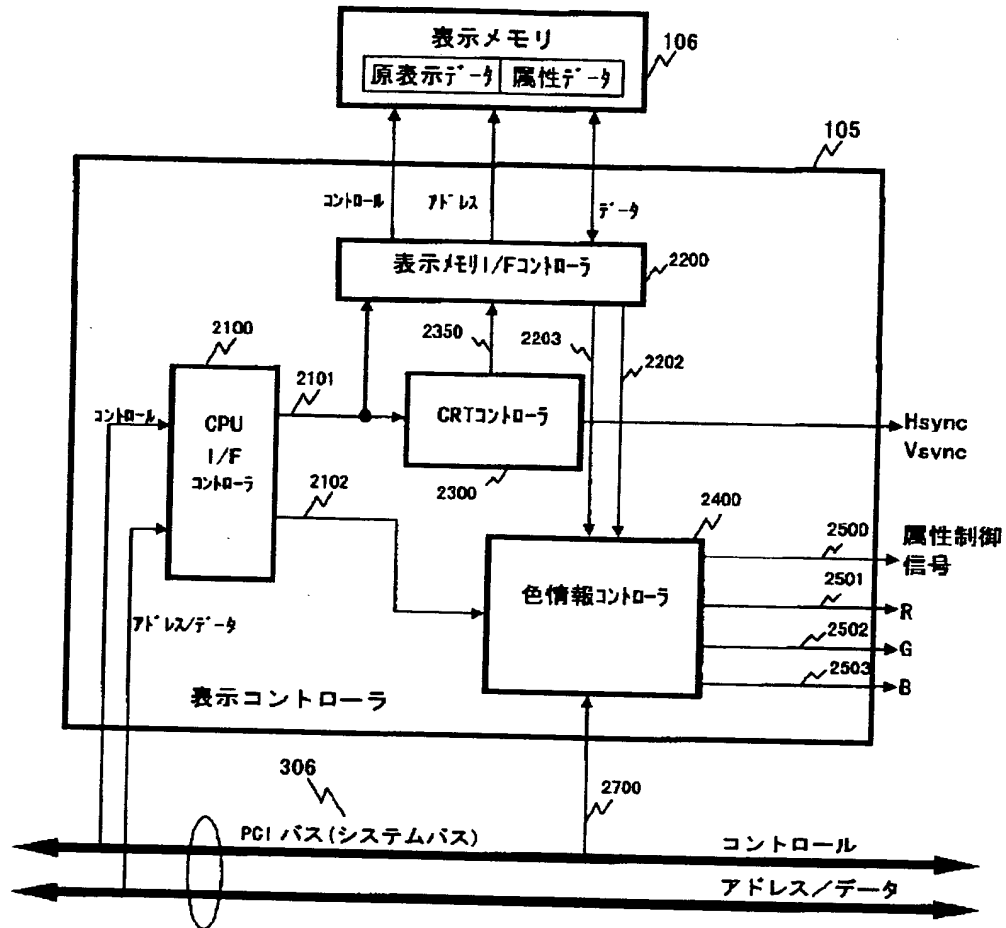 表示メモリ
106
原表示データ 属性データ
105
コントロール
アドレス
データ
表示メモリI/Fコントローラ
2200
2350
2203
2202
2100
2101
コントロール
CPU
I/F
コントローラ
CRTコントローラ
2300
Hsync
Vsync
2102
2400
2500
属性制御
信号
色情報コントローラ
2501
R
2502
G
2503
B
アドレス/データ
表示コントローラ
306
2700
PCI バス(システムバス)
コントロール
アドレス/データ